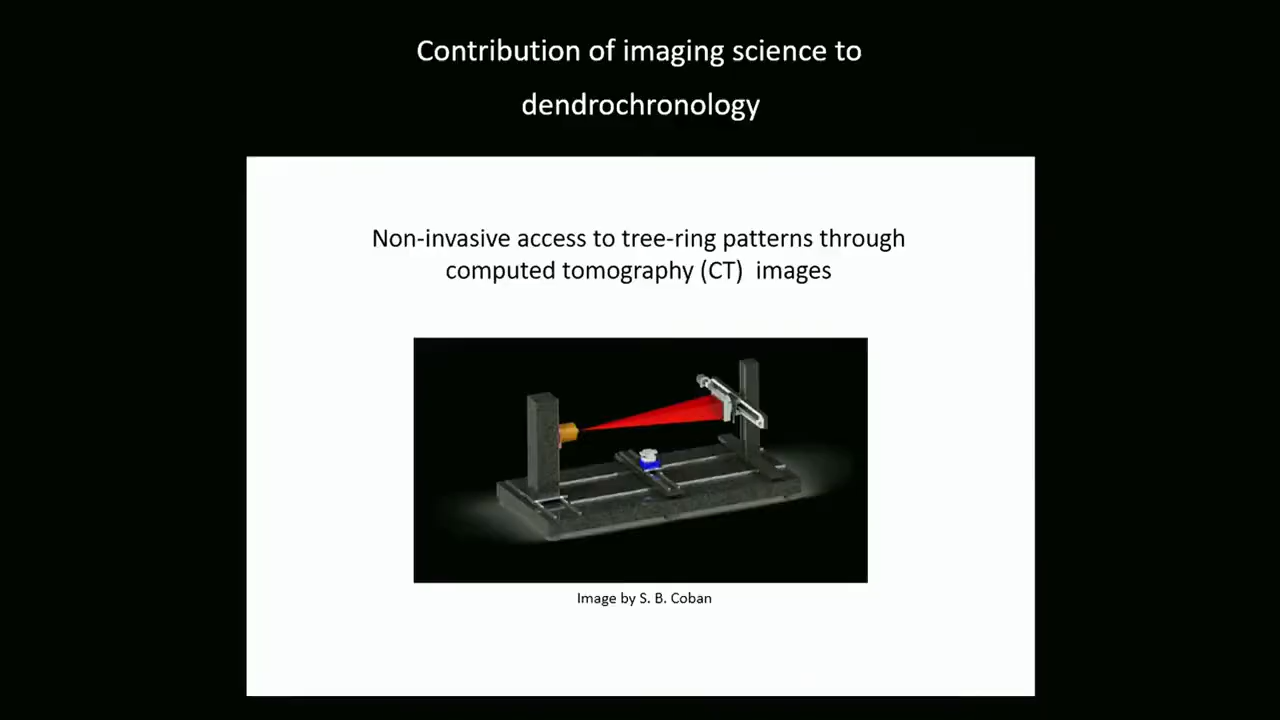 Contribution of imaging science to
dendrochronology
Non-invasive access to tree-ring patterns through
computed tomography (CT) images
Image by S. B. Coban